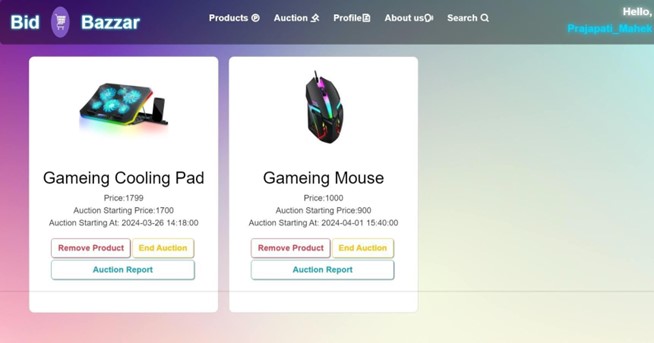 Bid Bazzar
Products Auction Profile About us Search
Hello,
Prajapati_Mahek
Gameing Cooling Pad
Price:1799
Auction Starting Price:1700
Auction Starting At: 2024-03-26 14:18:00
Remove Product End Auction
Auction Report
Gameing Mouse
Price:1000
Auction Starting Price:900
Auction Starting At: 2024-04-01 15:40:00
Remove Product End Auction
Auction Report